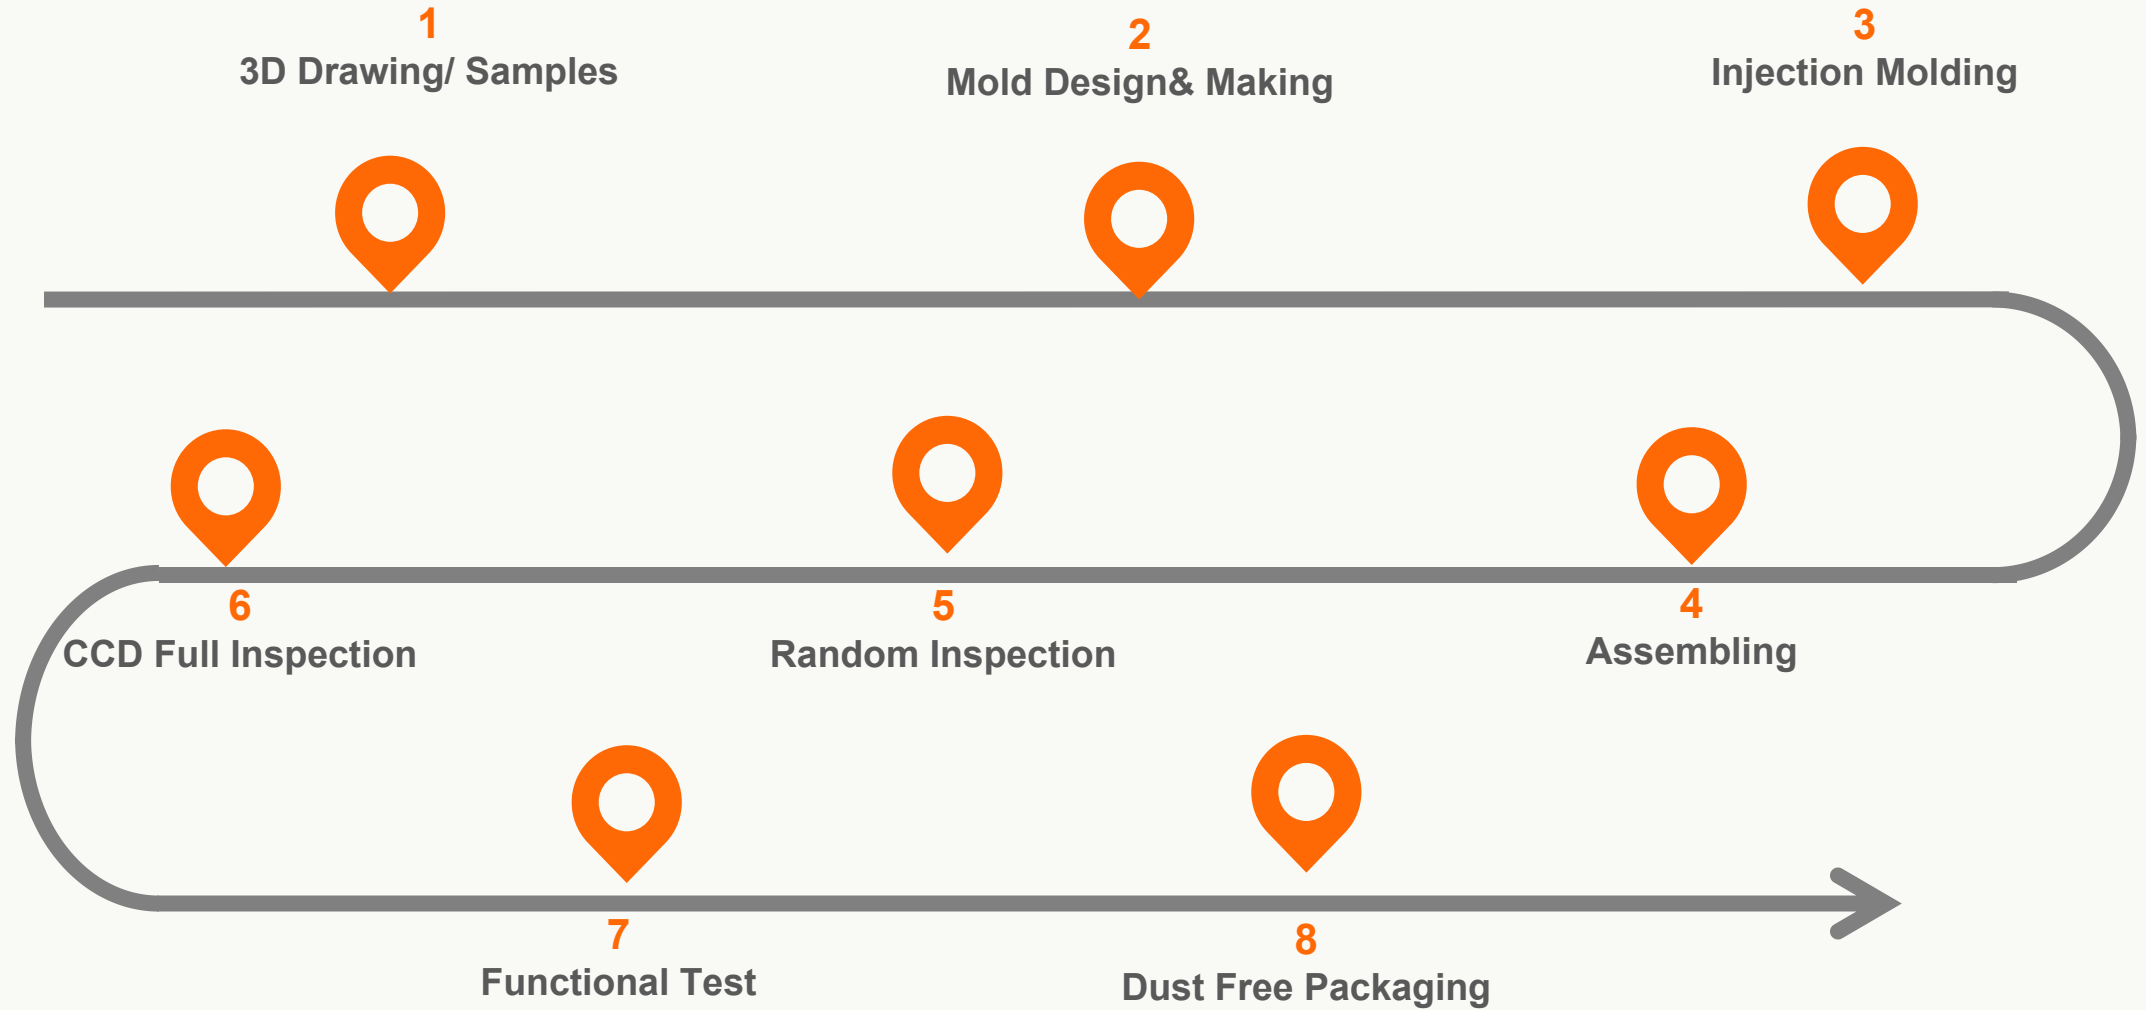 1
3D Drawing/ Samples
2
Mold Design& Making
3
Injection Molding
6
CCD Full Inspection
5
Random Inspection
4
Assembling
7
Functional Test
8
Dust Free Packaging